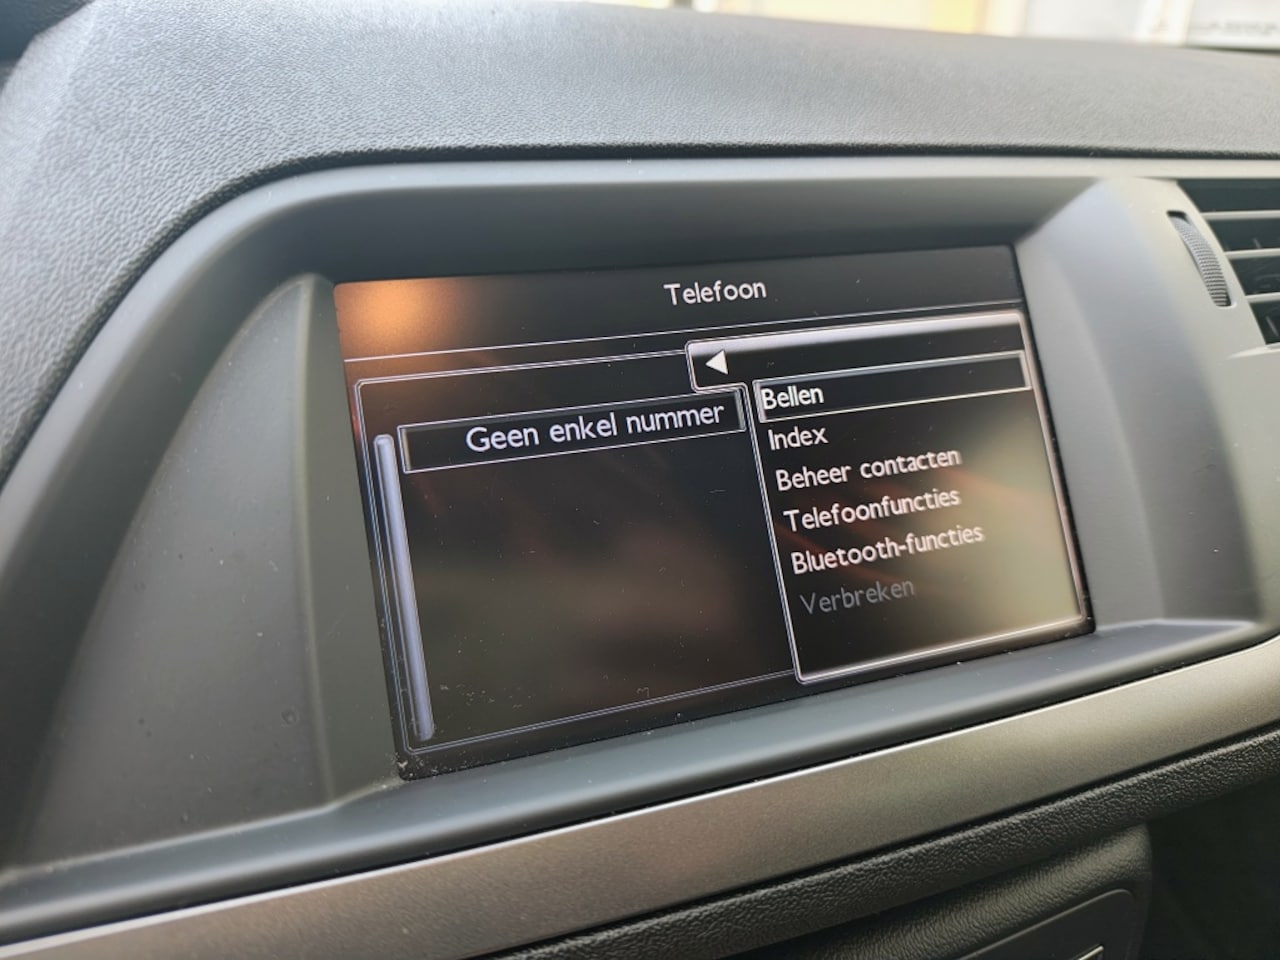 Telefoon
Geen enkel nummer
Bellen
Index
Beheer contacten
Telefoonfuncties
Bluetooth-functies
Verbreken